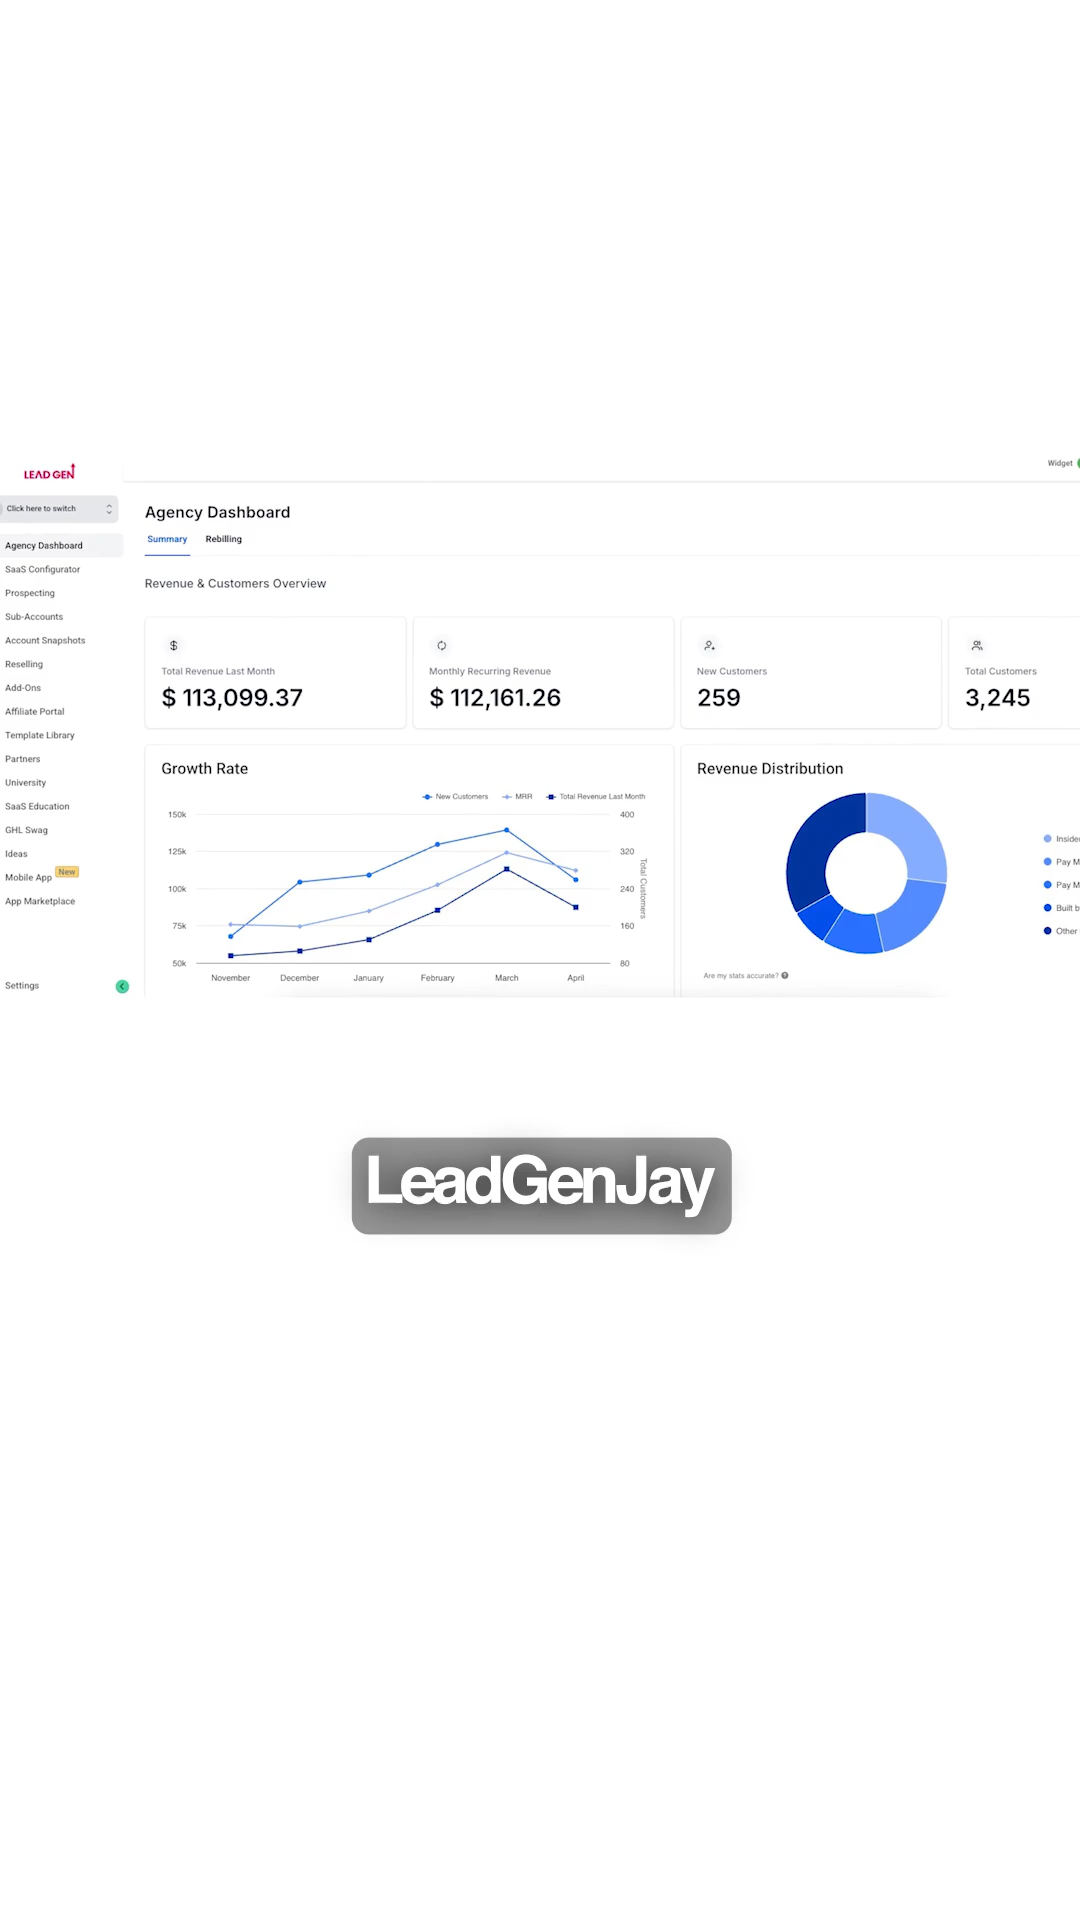 LEAD GEN
Widget
Click here to switch
Agency Dashboard
SaaS Configurator
Prospecting
Sub-Accounts
Account Snapshots
Reselling
Add-Ons
Affiliate Portal
Template Library
Partners
University
SaaS Education
GHL Swag
Ideas
Mobile App New
App Marketplace
Settings
Agency Dashboard
Summary Rebilling
Revenue & Customers Overview
Total Revenue Last Month
$ 113,099.37
Monthly Recurring Revenue
$ 112,161.26
New Customers
259
Total Customers
3,245
Growth Rate
New Customers MRR Total Revenue Last Month
150k
125k
100k
75k
50k
400
320
240
160
80
Total Customers
November December January February March April
Revenue Distribution
Inside
Pay M
Pay M
Built b
Other
Are my stats accurate?
LeadGenJay